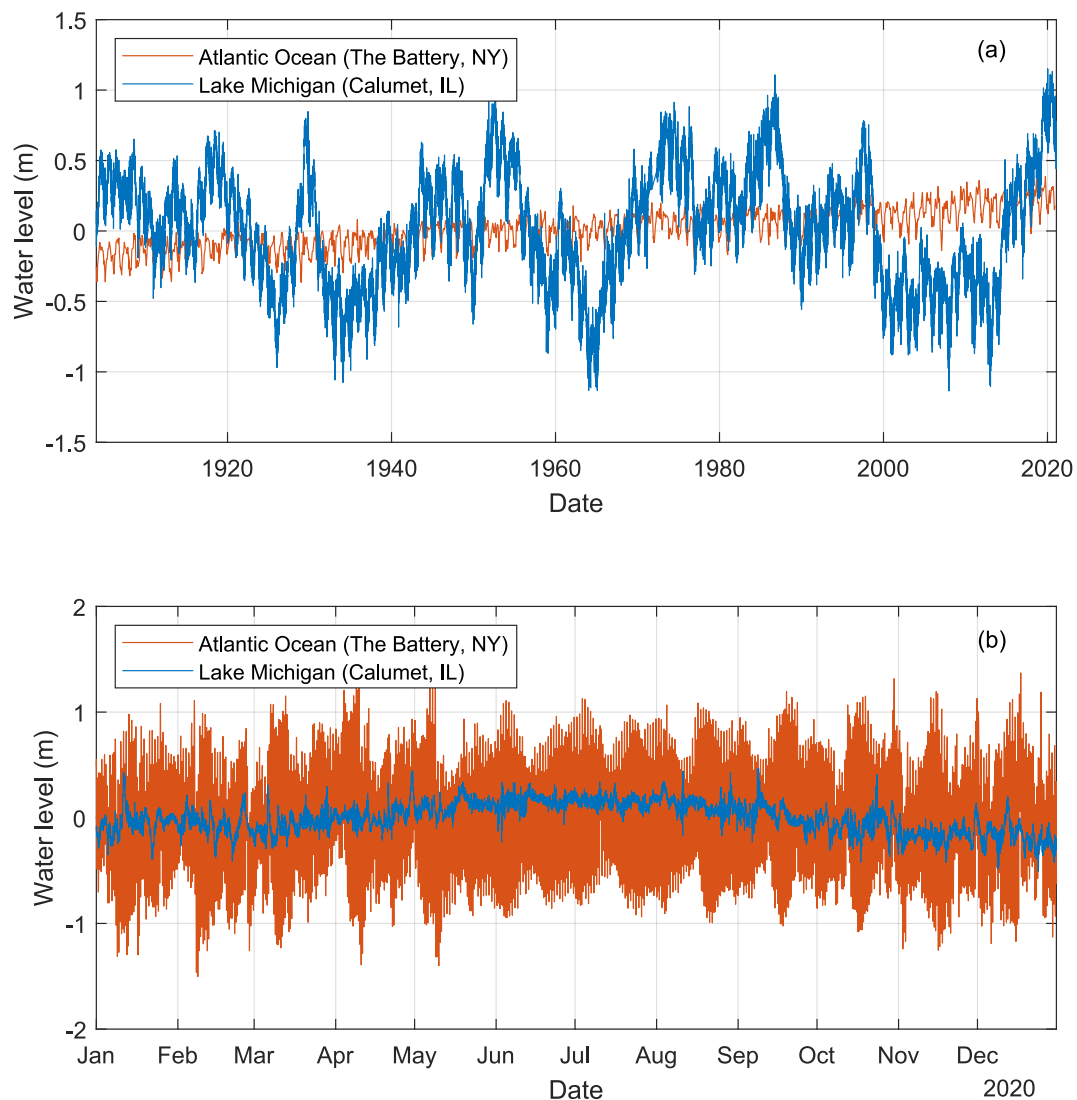 1.5
1
0.5
0
-0.5
-1
-1.5
Water level (m)
Atlantic Ocean (The Battery, NY)
Lake Michigan (Calumet, IL)
(a)
1920 1940 1960 1980 2000 2020
Date
2
1
0
-1
-2
Water level (m)
Atlantic Ocean (The Battery, NY)
Lake Michigan (Calumet, IL)
(b)
Jan Feb Mar Apr May Jun Jul Aug Sep Oct Nov Dec
Date
2020